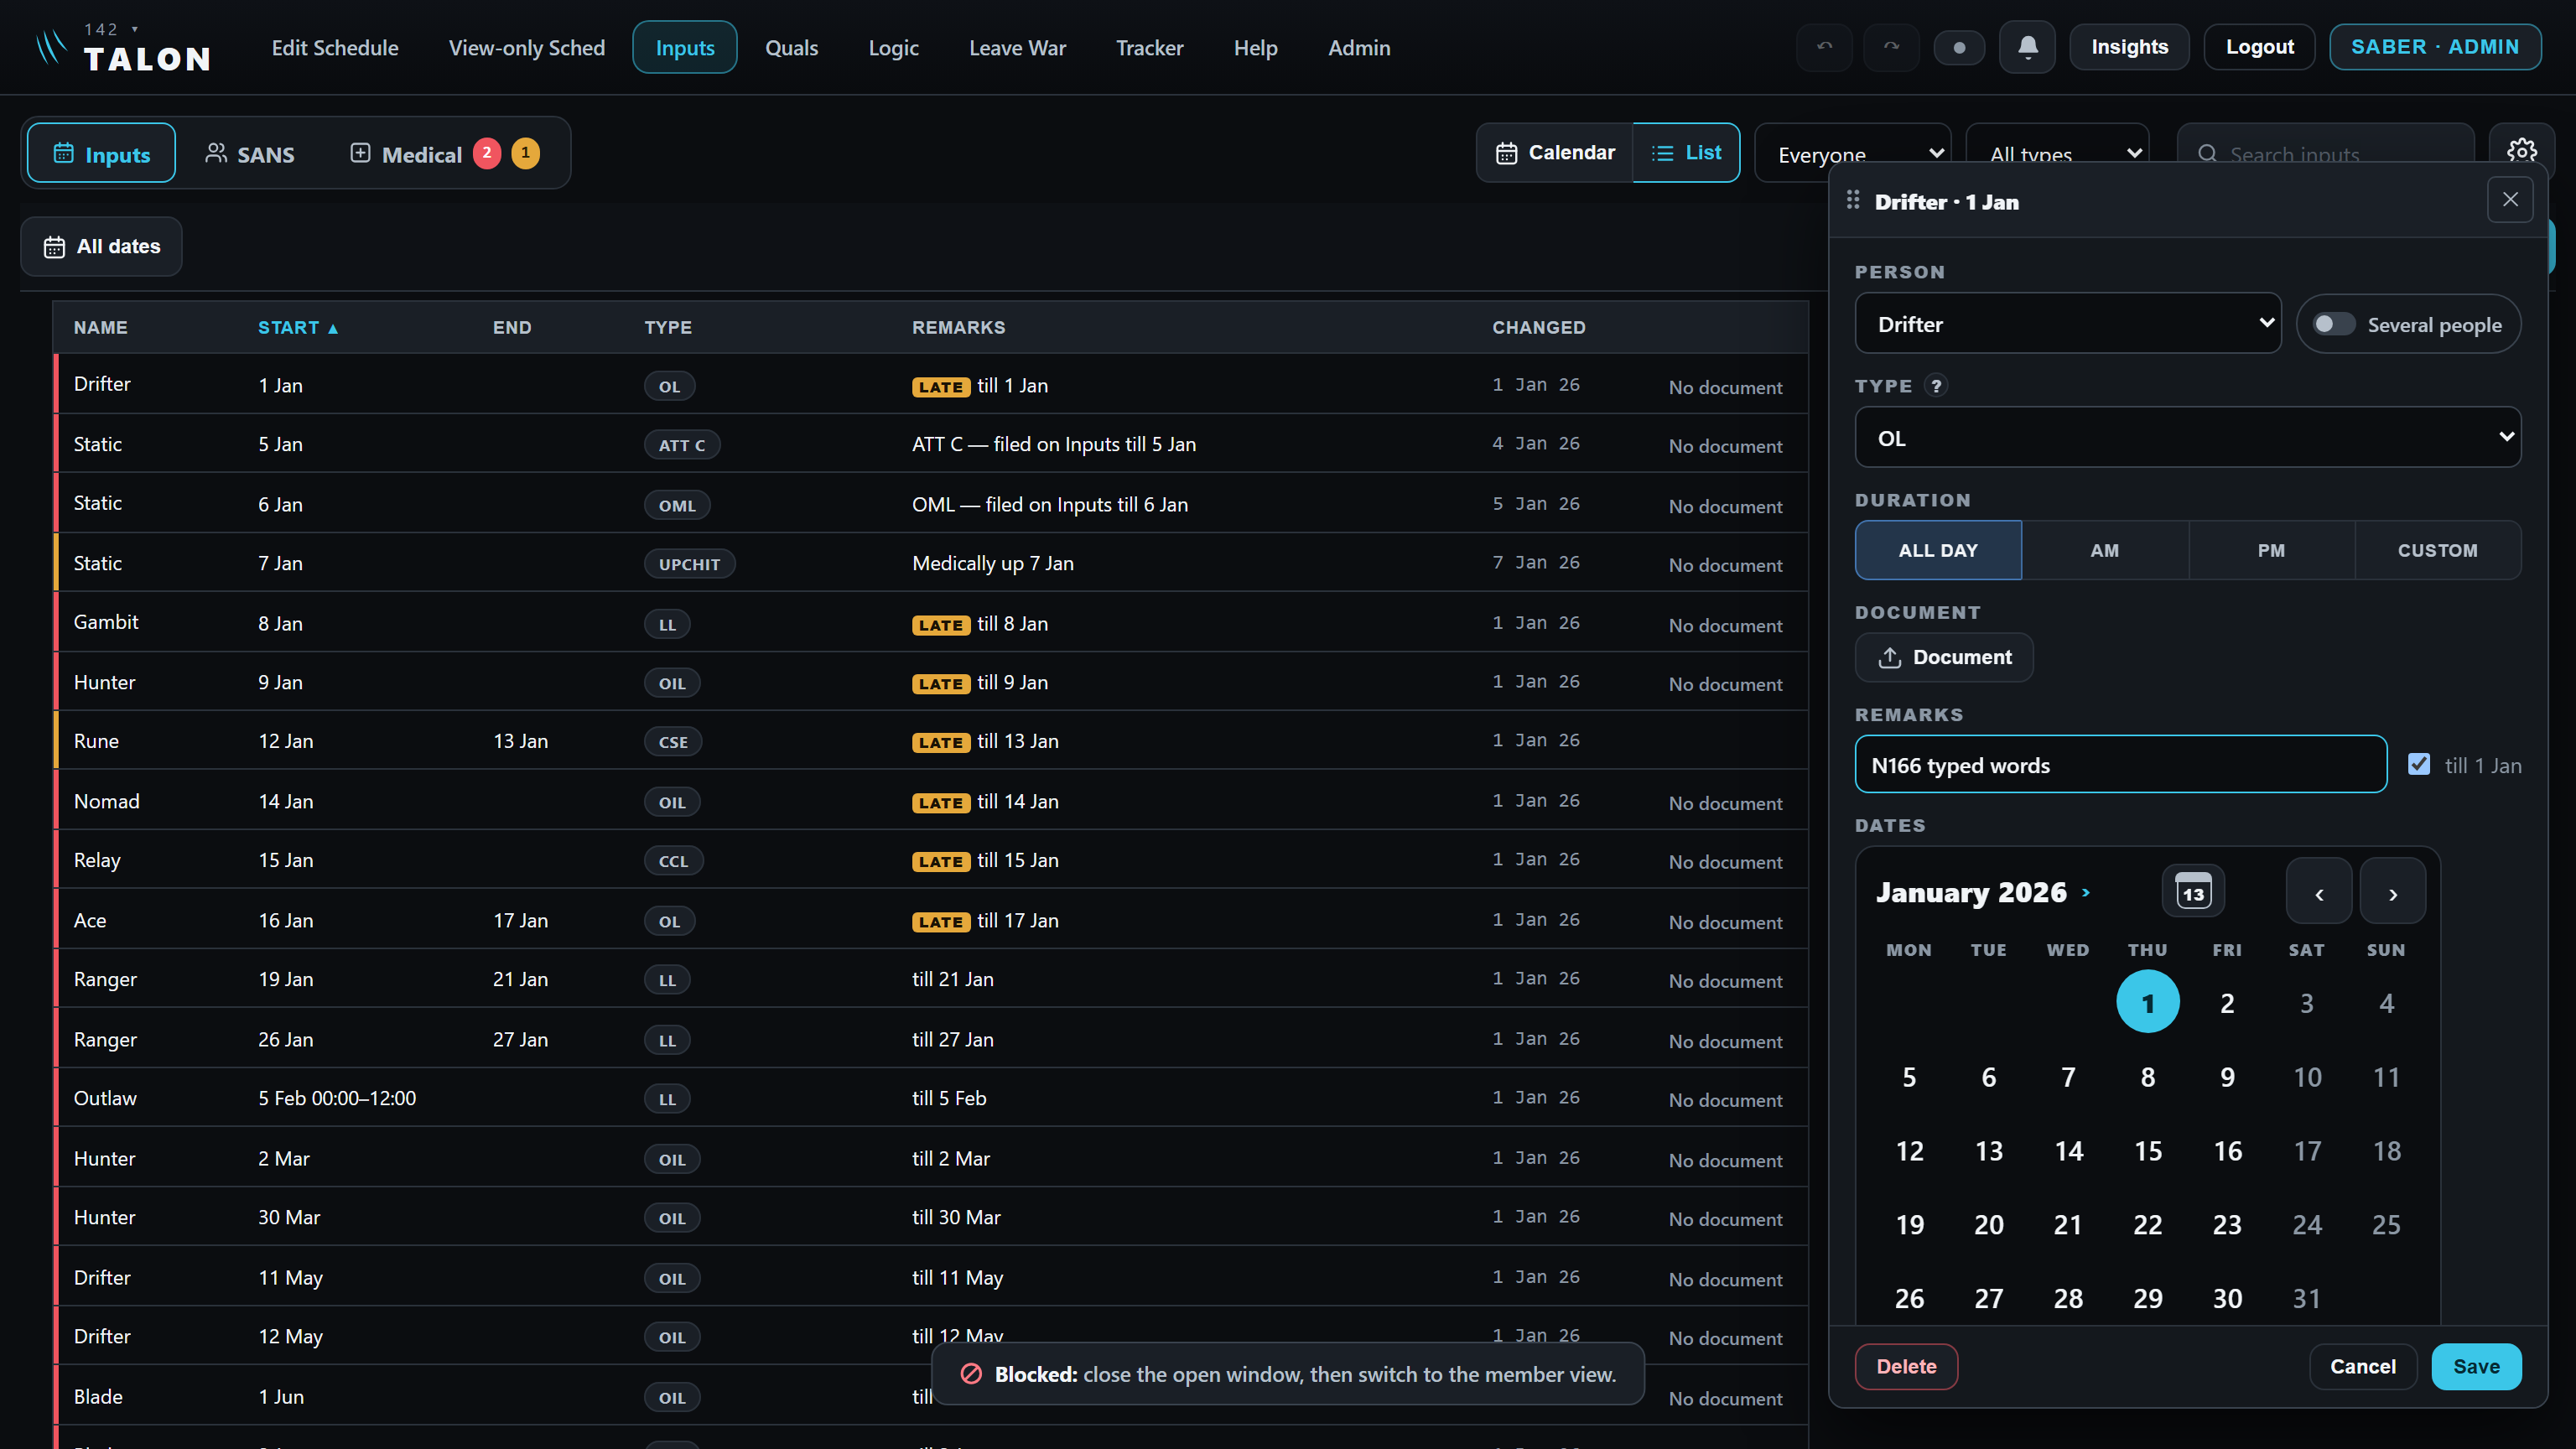 142 ▾
TALON
Edit Schedule
View-only Sched
Inputs
Quals
Logic
Leave War
Tracker
Help
Admin
Insights
Logout
SABER · ADMIN
Inputs
SANS
Medical 2 1
Calendar
List
Everyone
All types
Search inputs
All dates
NAME START ▲ END TYPE REMARKS CHANGED
Drifter 1 Jan OL LATE till 1 Jan 1 Jan 26 No document
Static 5 Jan ATT C ATT C — filed on Inputs till 5 Jan 4 Jan 26 No document
Static 6 Jan OML OML — filed on Inputs till 6 Jan 5 Jan 26 No document
Static 7 Jan UPCHIT Medically up 7 Jan 7 Jan 26 No document
Gambit 8 Jan LL LATE till 8 Jan 1 Jan 26 No document
Hunter 9 Jan OIL LATE till 9 Jan 1 Jan 26 No document
Rune 12 Jan 13 Jan CSE LATE till 13 Jan 1 Jan 26
Nomad 14 Jan OIL LATE till 14 Jan 1 Jan 26 No document
Relay 15 Jan CCL LATE till 15 Jan 1 Jan 26 No document
Ace 16 Jan 17 Jan OL LATE till 17 Jan 1 Jan 26 No document
Ranger 19 Jan 21 Jan LL till 21 Jan 1 Jan 26 No document
Ranger 26 Jan 27 Jan LL till 27 Jan 1 Jan 26 No document
Outlaw 5 Feb 00:00–12:00 LL till 5 Feb 1 Jan 26 No document
Hunter 2 Mar OIL till 2 Mar 1 Jan 26 No document
Hunter 30 Mar OIL till 30 Mar 1 Jan 26 No document
Drifter 11 May OIL till 11 May 1 Jan 26 No document
Drifter 12 May OIL till 12 May 1 Jan 26 No document
Blade 1 Jun OIL till No document
Blocked: close the open window, then switch to the member view.
Drifter · 1 Jan
PERSON
Drifter
Several people
TYPE ?
OL
DURATION
ALL DAY AM PM CUSTOM
DOCUMENT
Document
REMARKS
N166 typed words
till 1 Jan
DATES
January 2026 › 13 ‹ ›
MON TUE WED THU FRI SAT SUN
1 2 3 4
5 6 7 8 9 10 11
12 13 14 15 16 17 18
19 20 21 22 23 24 25
26 27 28 29 30 31
Delete
Cancel
Save